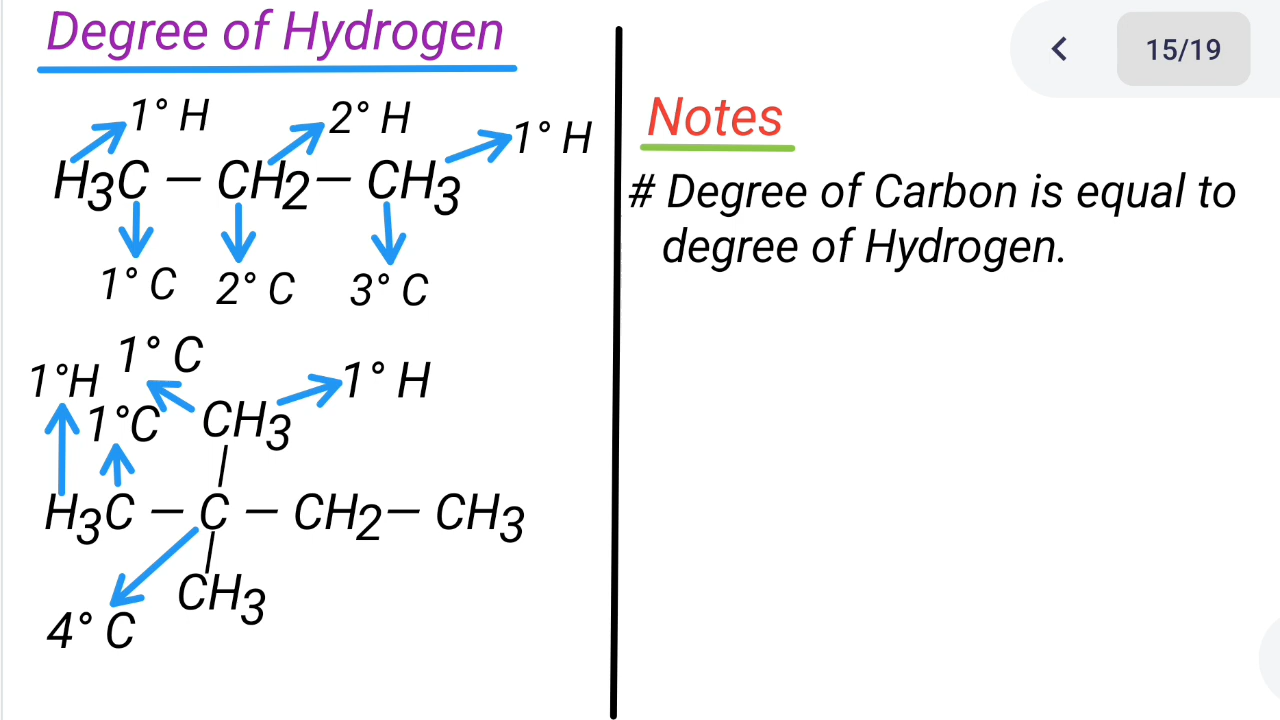 Degree of Hydrogen
1° H 2° H 1° H
H3C – CH2 – CH3
1° C 2° C 3° C
1° C
1°H 1° H
1°C CH3
H3C – C – CH2 – CH3
CH3
4° C
15/19
Notes
# Degree of Carbon is equal to
degree of Hydrogen.